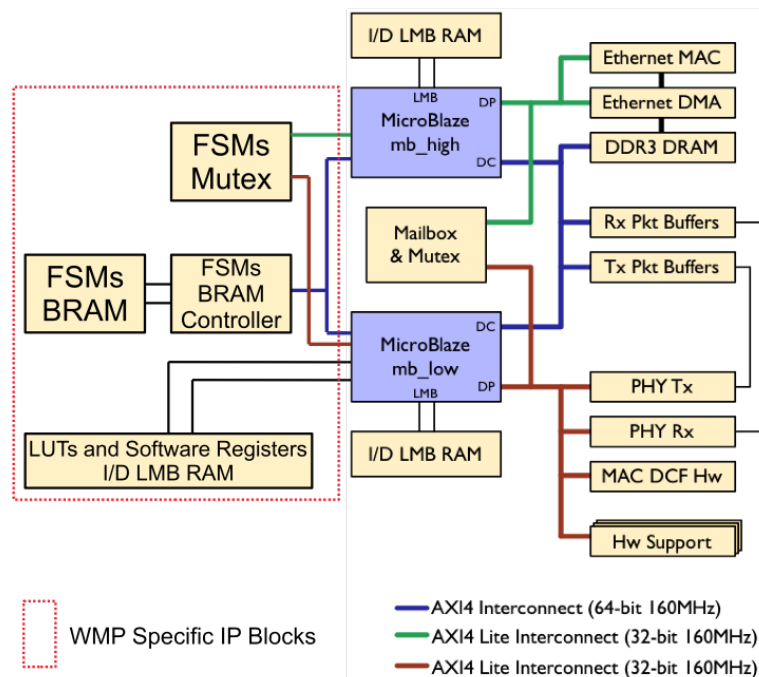 I/D LMB RAM
LMB
DP
MicroBlaze
mb_high
DC
Ethernet MAC
Ethernet DMA
DDR3 DRAM
FSMs
Mutex
Mailbox
& Mutex
Rx Pkt Buffers
Tx Pkt Buffers
FSMs
BRAM
FSMs
BRAM
Controller
DC
MicroBlaze
mb_low
LMB
DP
PHY Tx
PHY Rx
MAC DCF Hw
Hw Support
LUTs and Software Registers
I/D LMB RAM
I/D LMB RAM
WMP Specific IP Blocks
AXI4 Interconnect (64-bit 160MHz)
AXI4 Lite Interconnect (32-bit 160MHz)
AXI4 Lite Interconnect (32-bit 160MHz)